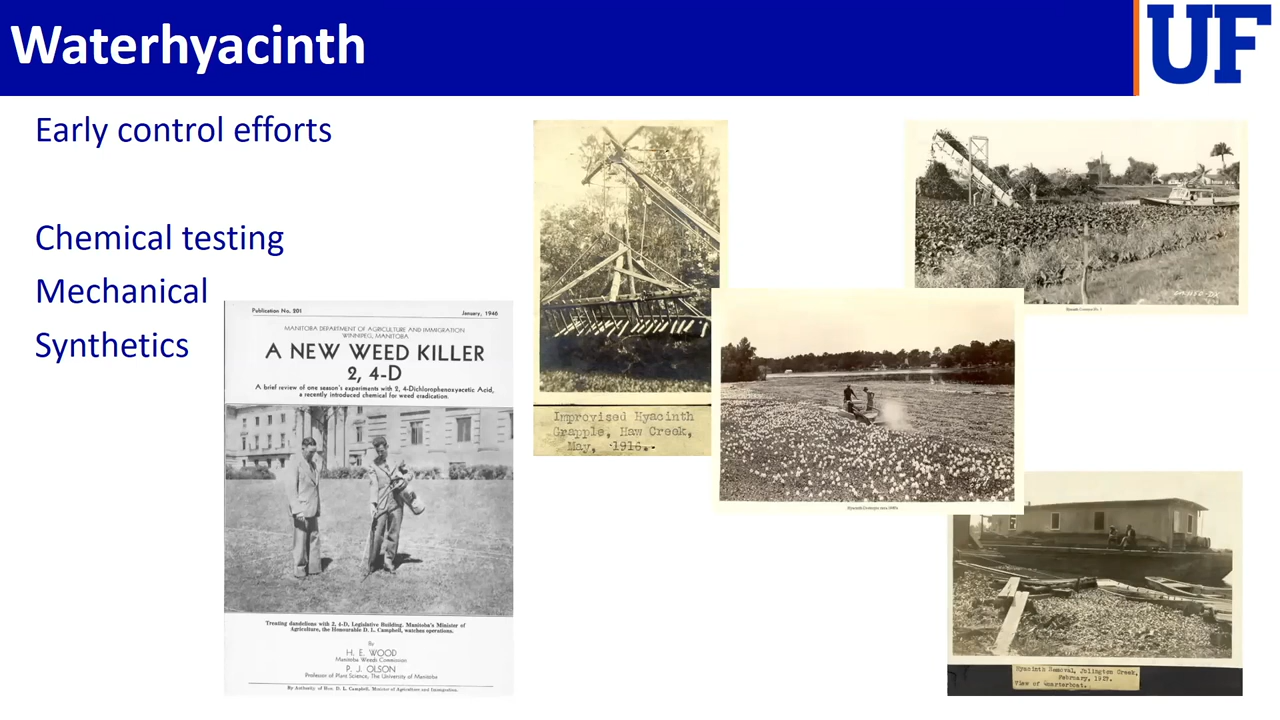 Waterhyacinth
UF
Early control efforts
Chemical testing
Mechanical
Synthetics
Publication No. 201
January, 1946
MANITOBA DEPARTMENT OF AGRICULTURE AND IMMIGRATION
WINNIPEG, MANITOBA
A NEW WEED KILLER
2, 4-D
A brief review of one season's experiments with 2, 4-Dichlorophenoxyacetic Acid,
a recently introduced chemical for weed eradication.
Treating dandelions with 2, 4-D, Legislative Building. Manitoba's Minister of
Agriculture, the Honourable D. L. Campbell, watches operations.
By
H. E. WOOD
Manitoba Weeds Commission
P. J. OLSON
Professor of Plant Science, The University of Manitoba
By Authority of Hon. D. L. Campbell, Minister of Agriculture and Immigration.
Improvised Hyacinth
Grapple, Haw Creek,
May, 1916.
Hyacinth Removal, Julington Creek,
February, 1927.
View of Quarterboat.